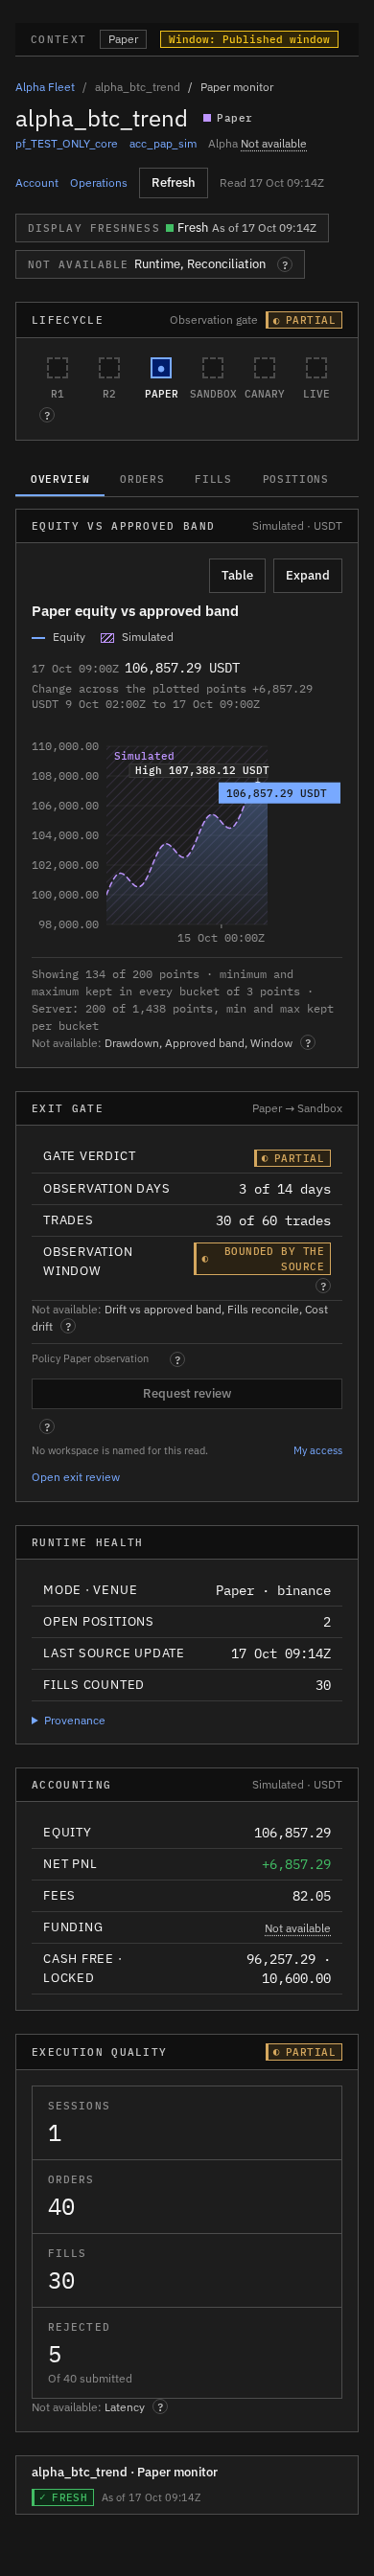 CONTEXT Paper Window: Published window
Alpha Fleet / alpha_btc_trend / Paper monitor
alpha_btc_trend Paper
pf_TEST_ONLY_core acc_pap_sim Alpha Not available
Account Operations Refresh Read 17 Oct 09:14Z
DISPLAY FRESHNESS Fresh As of 17 Oct 09:14Z
NOT AVAILABLE Runtime, Reconciliation ?
LIFECYCLE Observation gate ◐ PARTIAL
R1 R2 PAPER SANDBOX CANARY LIVE
?
OVERVIEW ORDERS FILLS POSITIONS
EQUITY VS APPROVED BAND Simulated · USDT
Table Expand
Paper equity vs approved band
Equity Simulated
17 Oct 09:00Z 106,857.29 USDT
Change across the plotted points +6,857.29
USDT 9 Oct 02:00Z to 17 Oct 09:00Z
110,000.00
Simulated
High 107,388.12 USDT
108,000.00
106,857.29 USDT
106,000.00
104,000.00
102,000.00
100,000.00
98,000.00
15 Oct 00:00Z
Showing 134 of 200 points · minimum and
maximum kept in every bucket of 3 points ·
Server: 200 of 1,438 points, min and max kept
per bucket
Not available: Drawdown, Approved band, Window ?
EXIT GATE Paper → Sandbox
GATE VERDICT ◐ PARTIAL
OBSERVATION DAYS 3 of 14 days
TRADES 30 of 60 trades
OBSERVATION WINDOW ◐ BOUNDED BY THE SOURCE
?
Not available: Drift vs approved band, Fills reconcile, Cost
drift ?
Policy Paper observation ?
Request review
?
No workspace is named for this read. My access
Open exit review
RUNTIME HEALTH
MODE · VENUE Paper · binance
OPEN POSITIONS 2
LAST SOURCE UPDATE 17 Oct 09:14Z
FILLS COUNTED 30
Provenance
ACCOUNTING Simulated · USDT
EQUITY 106,857.29
NET PNL +6,857.29
FEES 82.05
FUNDING Not available
CASH FREE · LOCKED 96,257.29 · 10,600.00
EXECUTION QUALITY ◐ PARTIAL
SESSIONS
1
ORDERS
40
FILLS
30
REJECTED
5
Of 40 submitted
Not available: Latency ?
alpha_btc_trend · Paper monitor
✓ FRESH As of 17 Oct 09:14Z